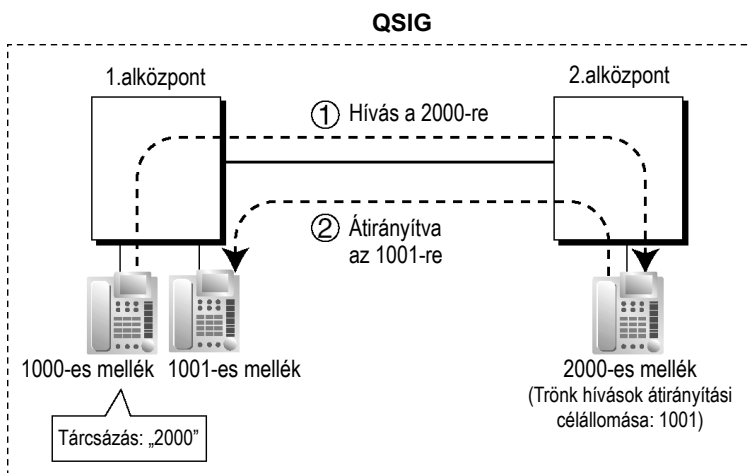 QSIG
1.alközpont
2.alközpont
① Hívás a 2000-re
② Átirányítva
az 1001-re
1000-es mellék
1001-es mellék
2000-es mellék
(Trönk hívások átirányítási
célállomása: 1001)
Tárcsázás: „2000”